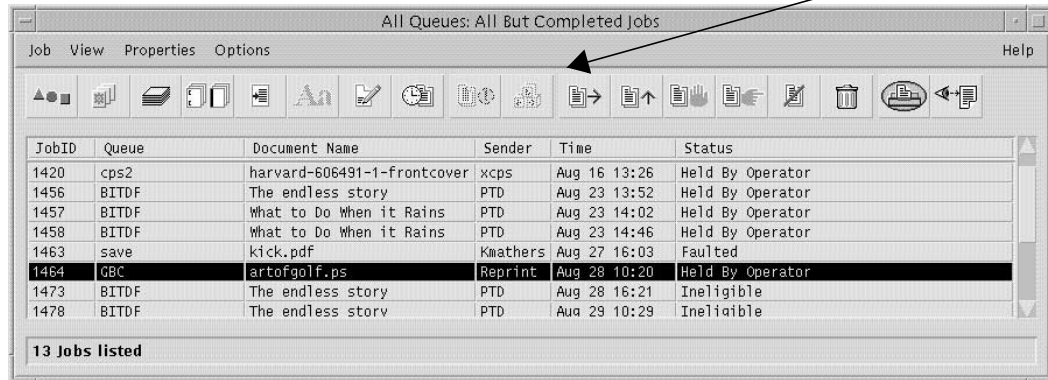 All Queues: All But Completed Jobs
Job View Properties Options Help
Aa
JobID Queue Document Name Sender Time Status
1420 cps2 harvard-606491-1-frontcover xcps Aug 16 13:26 Held By Operator
1456 BITDF The endless story PTD Aug 23 13:52 Held By Operator
1457 BITDF What to Do When it Rains PTD Aug 23 14:02 Held By Operator
1458 BITDF What to Do When it Rains PTD Aug 23 14:46 Held By Operator
1463 save kick.pdf Kmathers Aug 27 16:03 Faulted
1464 GBC artofgolf.ps Reprint Aug 28 10:20 Held By Operator
1473 BITDF The endless story PTD Aug 28 16:21 Ineligible
1478 BITDF The endless story PTD Aug 29 10:29 Ineligible
13 Jobs listed